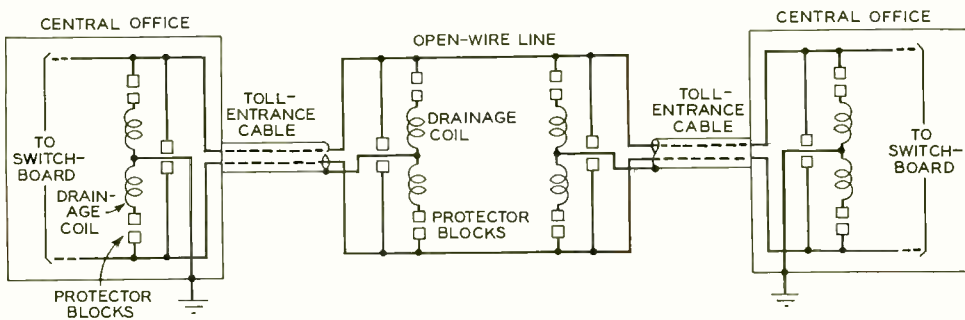 CENTRAL OFFICE
TO
SWITCH-
BOARD
DRAIN-
AGE
COIL
PROTECTOR
BLOCKS
TOLL-
ENTRANCE
CABLE
OPEN-WIRE LINE
DRAINAGE
COIL
PROTECTOR
BLOCKS
TOLL-
ENTRANCE
CABLE
CENTRAL OFFICE
TO
SWITCH-
BOARD